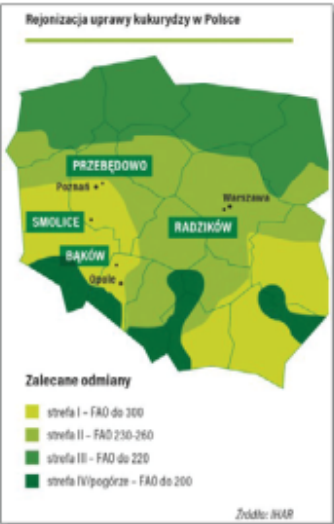 Rejonizacja uprawy kukurydzy w Polsce
PRZEBĘDOWO
Poznań
Warszawa
SMOLICE
RADZIKÓW
BĄKÓW
Opole
Zalecane odmiany
strefa I – FAO do 300
strefa II – FAO 230-260
strefa III – FAO do 220
strefa IV/pogórze – FAO do 200
Źródło: IHAR